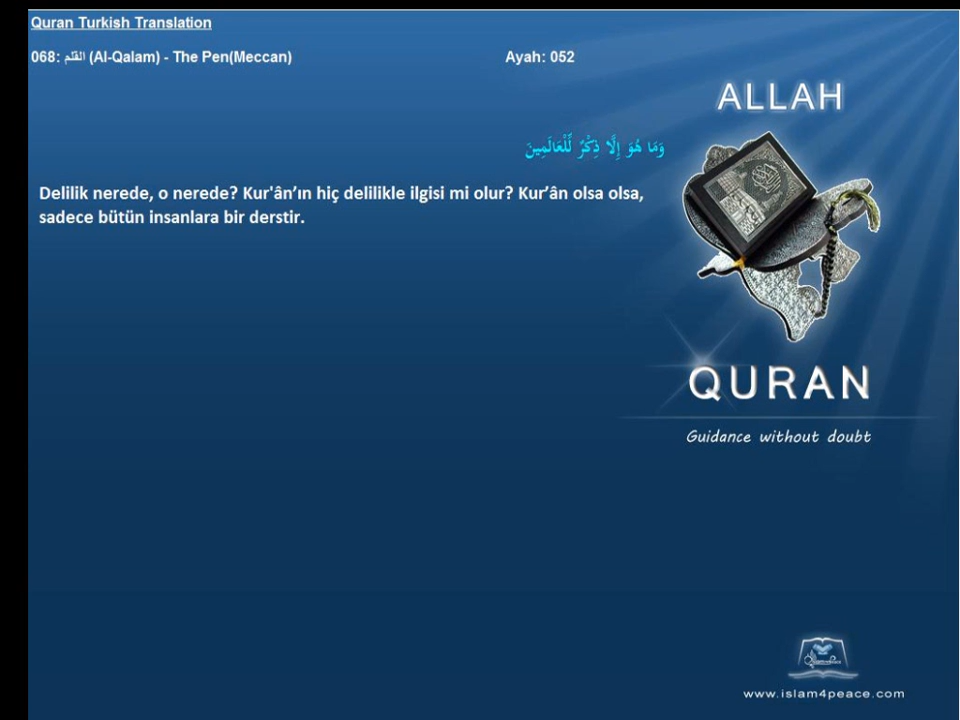 Quran Turkish Translation
068: القلم (Al-Qalam) - The Pen(Meccan) Ayah: 052
ALLAH
وَمَا هُوَ إِلَّا ذِكْرٌ لِّلْعَالَمِينَ
Delilik nerede, o nerede? Kur'ân’ın hiç delilikle ilgisi mi olur? Kur’ân olsa olsa,
sadece bütün insanlara bir derstir.
QURAN
Guidance without doubt
www.islam4peace.com